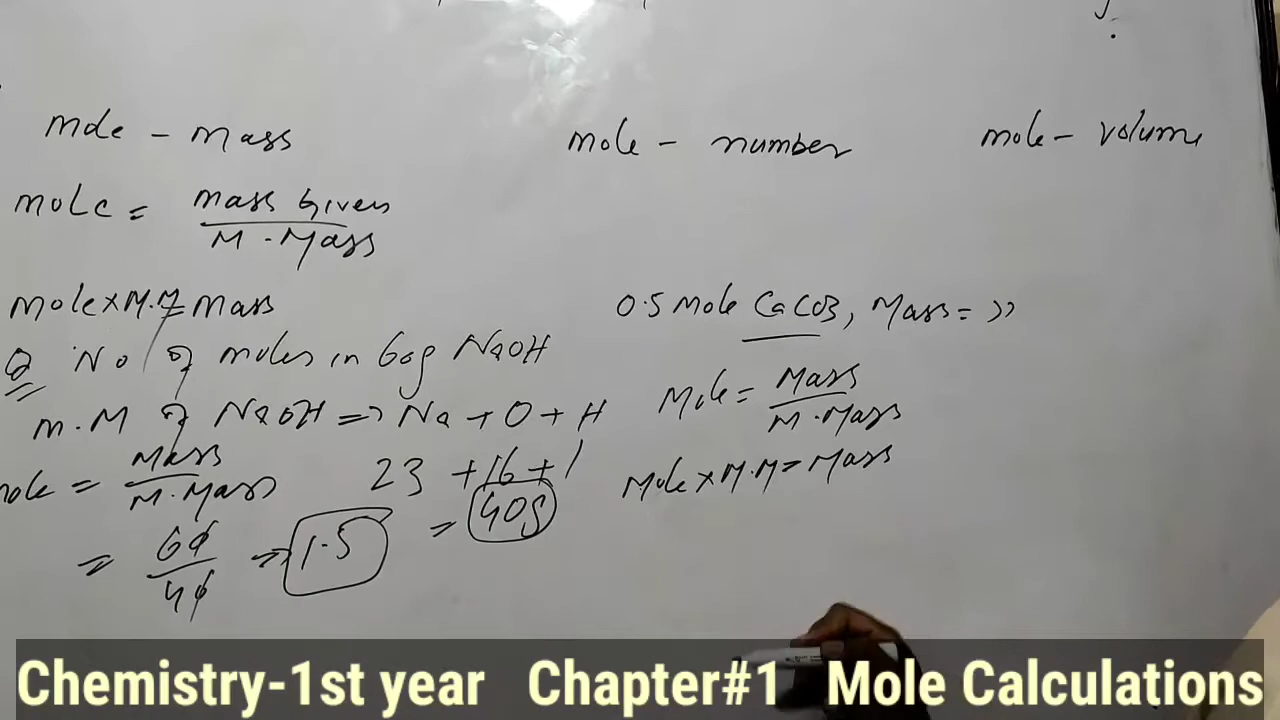 mole - mass
mole - number
mole - volume
mole = mass Given
M. Mass
mole x M.M = mass
Q No of moles in 60g NaOH
m.M of NaOH => Na + O + H
23 + 16 + 1
= 40g
mole = Mass
M. Mass
= 60
40
=> 1.5
0.5 mole CaCO3, Mass = ??
Mole = Mass
M. Mass
Mole x M.M = Mass
Chemistry-1st year Chapter#1 Mole Calculations